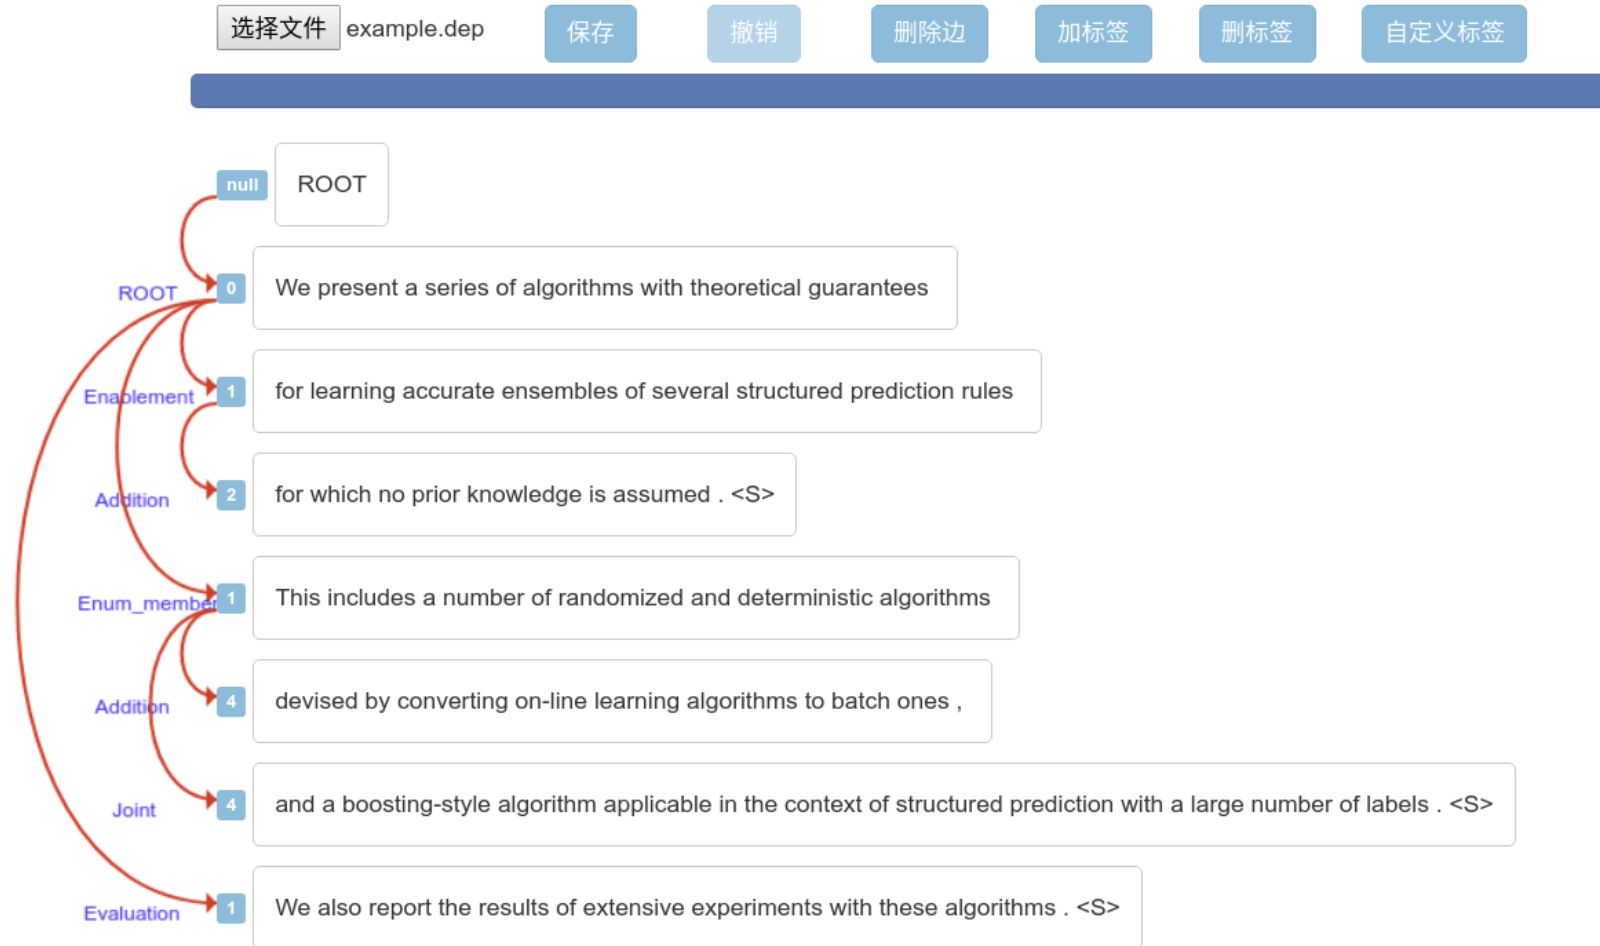 选择文件 example.dep 保存 撤销 删除边 加标签 删标签 自定义标签
null ROOT
ROOT 0 We present a series of algorithms with theoretical guarantees
Enablement 1 for learning accurate ensembles of several structured prediction rules
Addition 2 for which no prior knowledge is assumed . <S>
Enum_member 1 This includes a number of randomized and deterministic algorithms
Addition 4 devised by converting on-line learning algorithms to batch ones ,
Joint 4 and a boosting-style algorithm applicable in the context of structured prediction with a large number of labels . <S>
Evaluation 1 We also report the results of extensive experiments with these algorithms . <S>